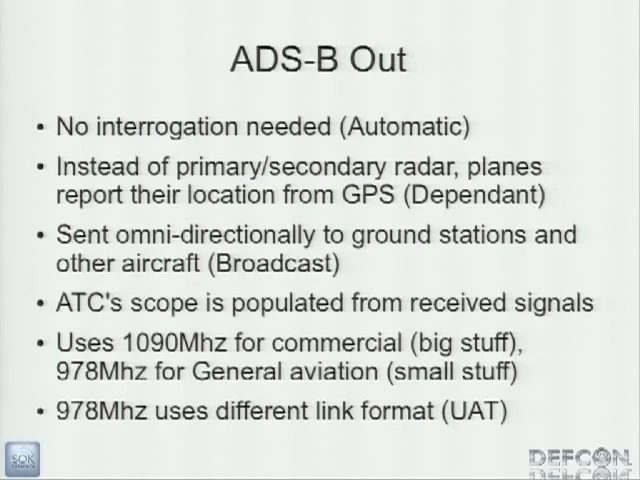 ADS-B Out
• No interrogation needed (Automatic)
• Instead of primary/secondary radar, planes
report their location from GPS (Dependant)
• Sent omni-directionally to ground stations and
other aircraft (Broadcast)
• ATC's scope is populated from received signals
• Uses 1090Mhz for commercial (big stuff),
978Mhz for General aviation (small stuff)
• 978Mhz uses different link format (UAT)
SOK
DEFCON